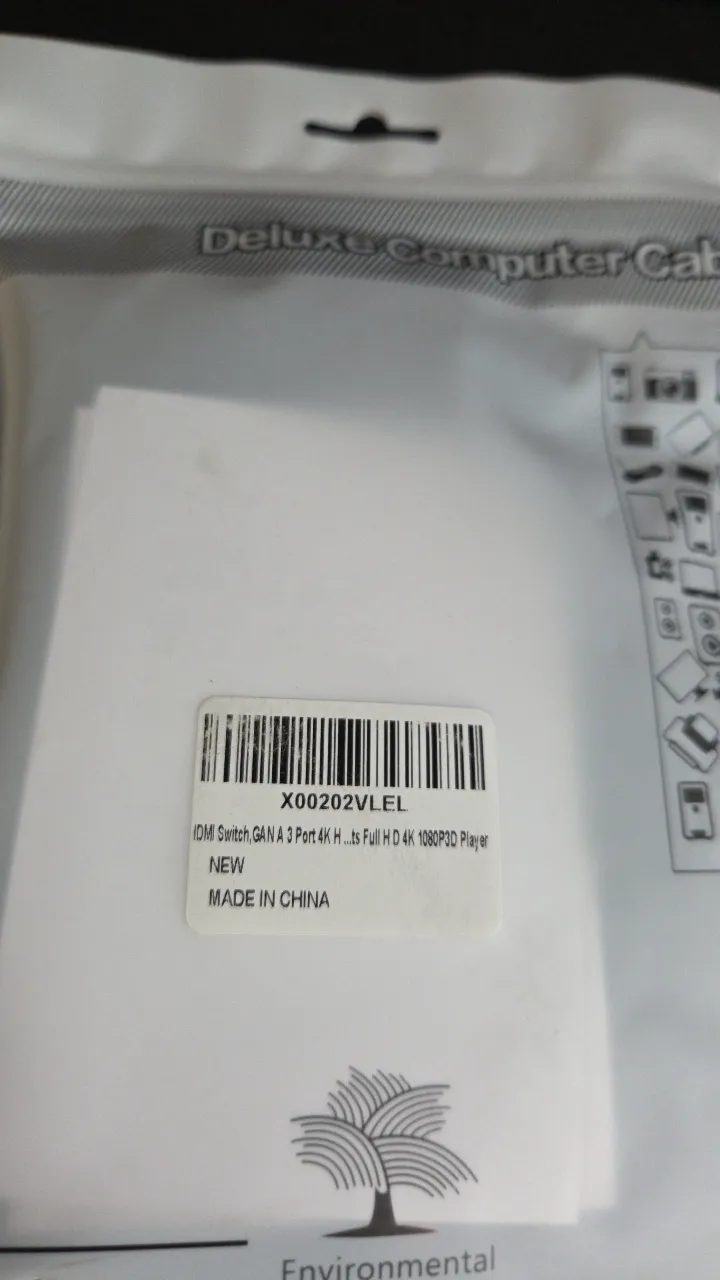 Deluxe Computer Cab
X00202VLEL
IDMI Switch,GAN A 3 Port 4K H ...ts Full H D 4K 1080P3D Player
NEW
MADE IN CHINA
Environmental